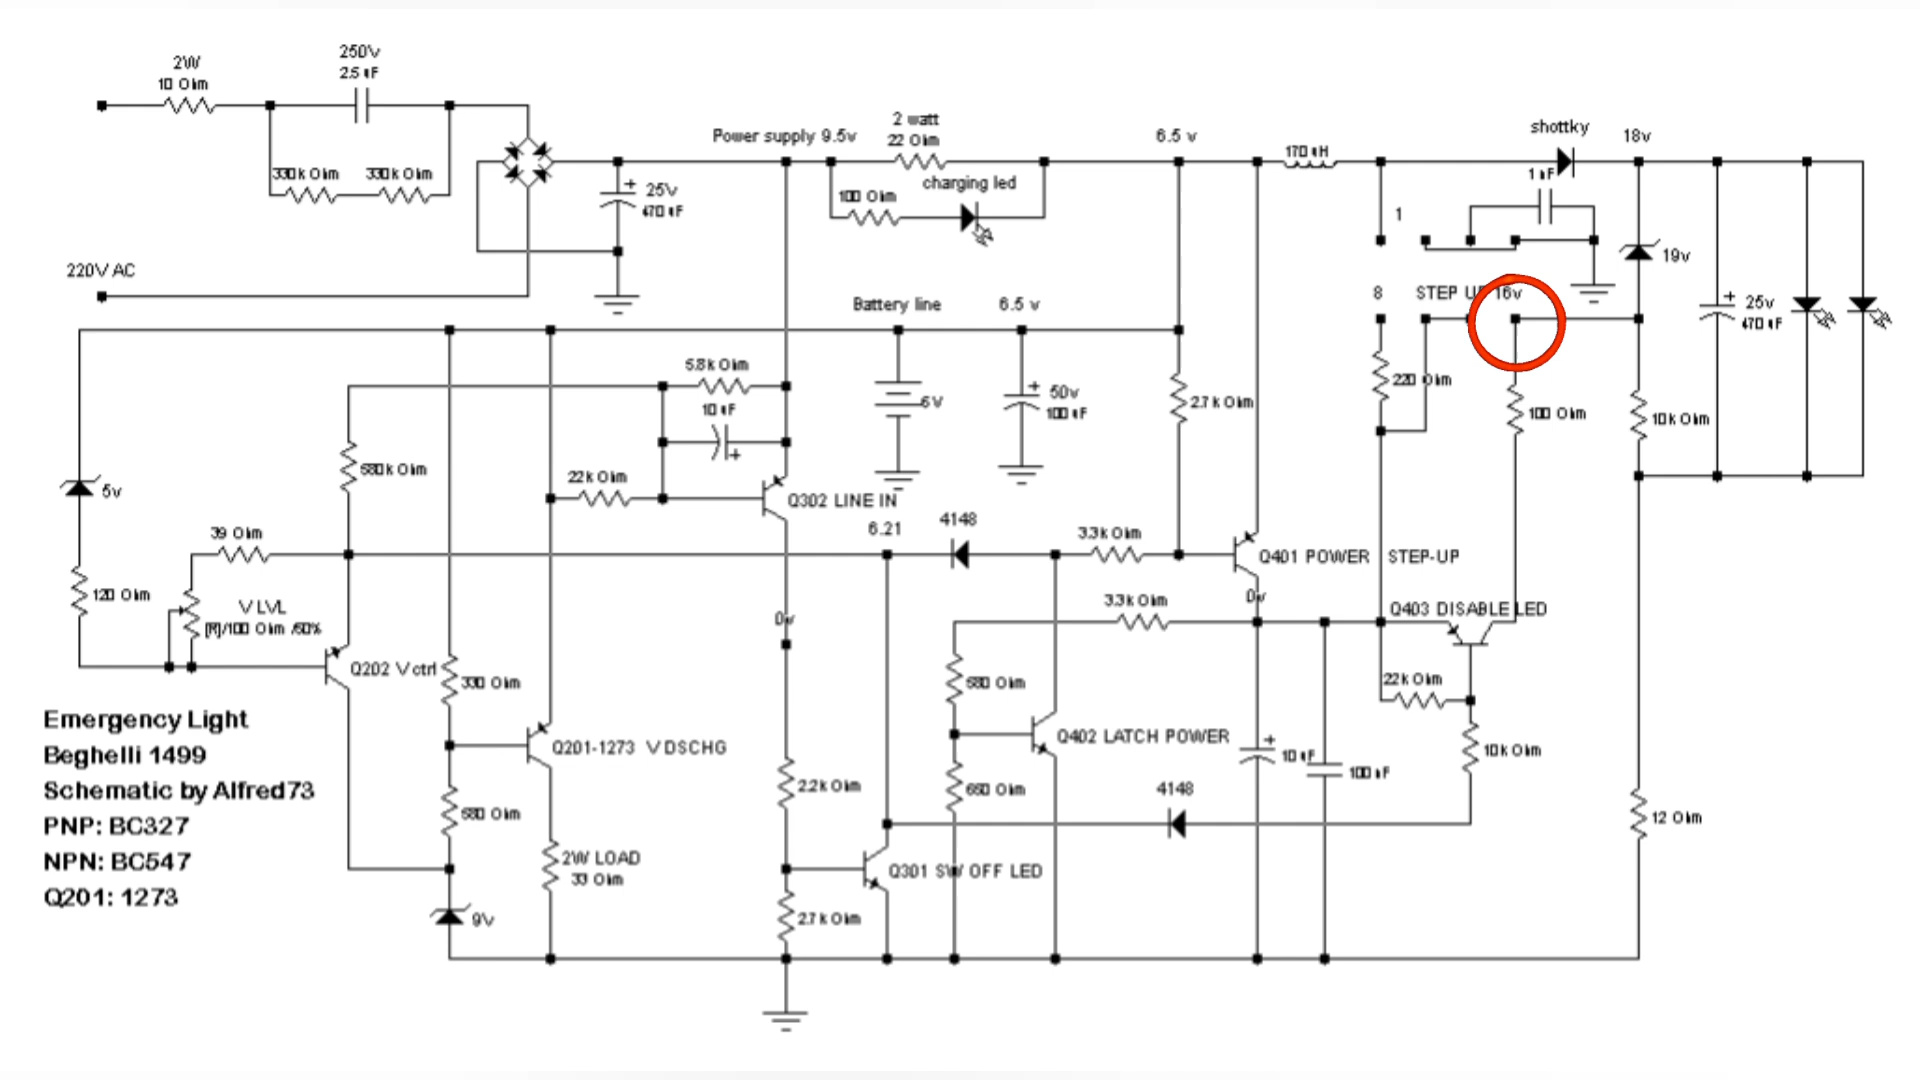 2W
10 Ohm
250V
2.5 uF
330k Ohm
330k Ohm
220V AC
25V
470 uF
Power supply 9.5v
2 watt
22 Ohm
100 Ohm
charging led
6.5 v
170 uH
shottky
18v
1 nF
1
19v
8
STEP UP 16v
25v
470 uF
Battery line
6.5 v
5.8k Ohm
10 uF
6V
50v
100 uF
2.7 k Ohm
220 Ohm
100 Ohm
10k Ohm
5v
680k Ohm
22k Ohm
Q302 LINE IN
6.21
4148
3.3k Ohm
Q401 POWER
STEP-UP
39 Ohm
120 Ohm
V LVL
[R]/100 Ohm /50%
Q202 V ctrl
0v
3.3k Ohm
0v
Q403 DISABLE LED
330 Ohm
680 Ohm
22k Ohm
Q201-1273 V DSCHG
Q402 LATCH POWER
10 uF
100 nF
10k Ohm
680 Ohm
2.2k Ohm
660 Ohm
4148
12 Ohm
2W LOAD
33 Ohm
Q301 SW OFF LED
9V
2.7 k Ohm
Emergency Light
Beghelli 1499
Schematic by Alfred73
PNP: BC327
NPN: BC547
Q201: 1273